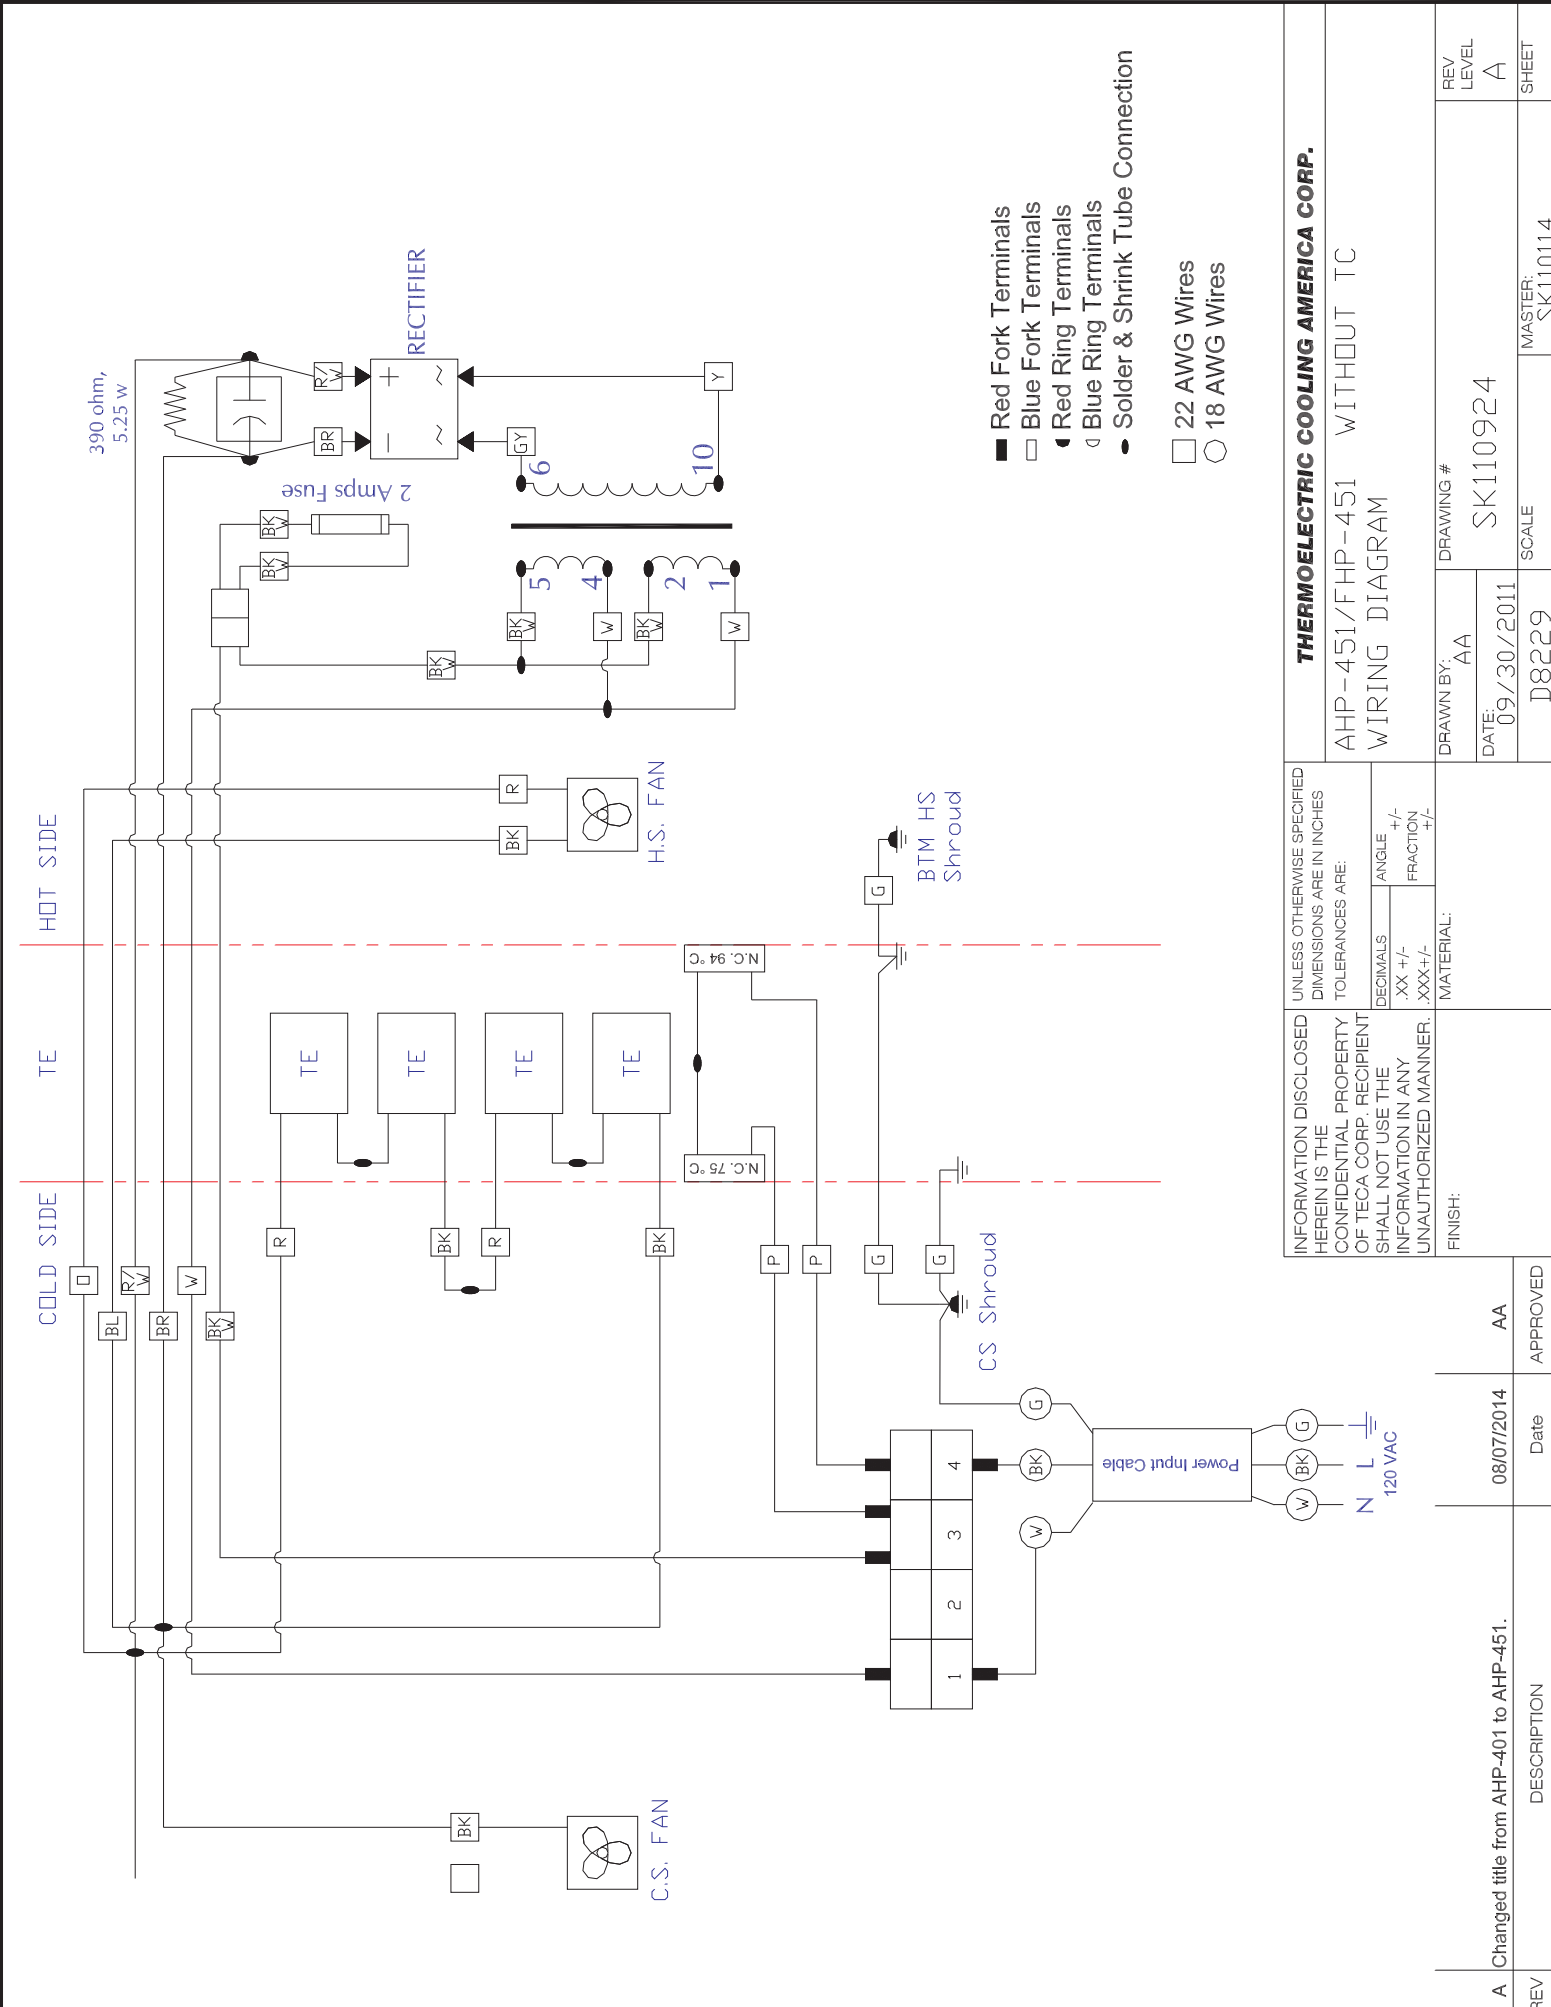 COLD SIDE
TE
HOT SIDE
O
BL
R/W
BR
W
BK/W
390 ohm,
5.25 w
R/W
BR
+
−
~
~
RECTIFIER
GY
Y
2 Amps Fuse
BK/W
BK/W
BK/W
6
10
5
4
2
1
BK/W
W
BK/W
W
R
BK
H.S. FAN
TE
TE
TE
TE
R
BK
R
BK
N.C. 75 °C
N.C. 94 °C
P
P
G
G
G
BTM HS
Shroud
CS Shroud
BK
C.S. FAN
1
2
3
4
W
BK
G
Power Input Cable
W
BK
G
N
L
120 VAC
Red Fork Terminals
Blue Fork Terminals
Red Ring Terminals
Blue Ring Terminals
Solder & Shrink Tube Connection
22 AWG Wires
18 AWG Wires
A
Changed title from AHP-401 to AHP-451.
08/07/2014
AA
REV
DESCRIPTION
Date
APPROVED
INFORMATION DISCLOSED
HEREIN IS THE
CONFIDENTIAL PROPERTY
OF TECA CORP. RECIPIENT
SHALL NOT USE THE
INFORMATION IN ANY
UNAUTHORIZED MANNER.
FINISH:
UNLESS OTHERWISE SPECIFIED
DIMENSIONS ARE IN INCHES
TOLERANCES ARE:
DECIMALS
.XX +/-
.XXX+/-
ANGLE
+/-
FRACTION
+/-
MATERIAL:
THERMOELECTRIC COOLING AMERICA CORP.
AHP-451/FHP-451 WITHOUT TC
WIRING DIAGRAM
DRAWN BY:
AA
DATE:
09/30/2011
D8229
DRAWING #
SK110924
SCALE
MASTER:
SK110114
REV
LEVEL
A
SHEET